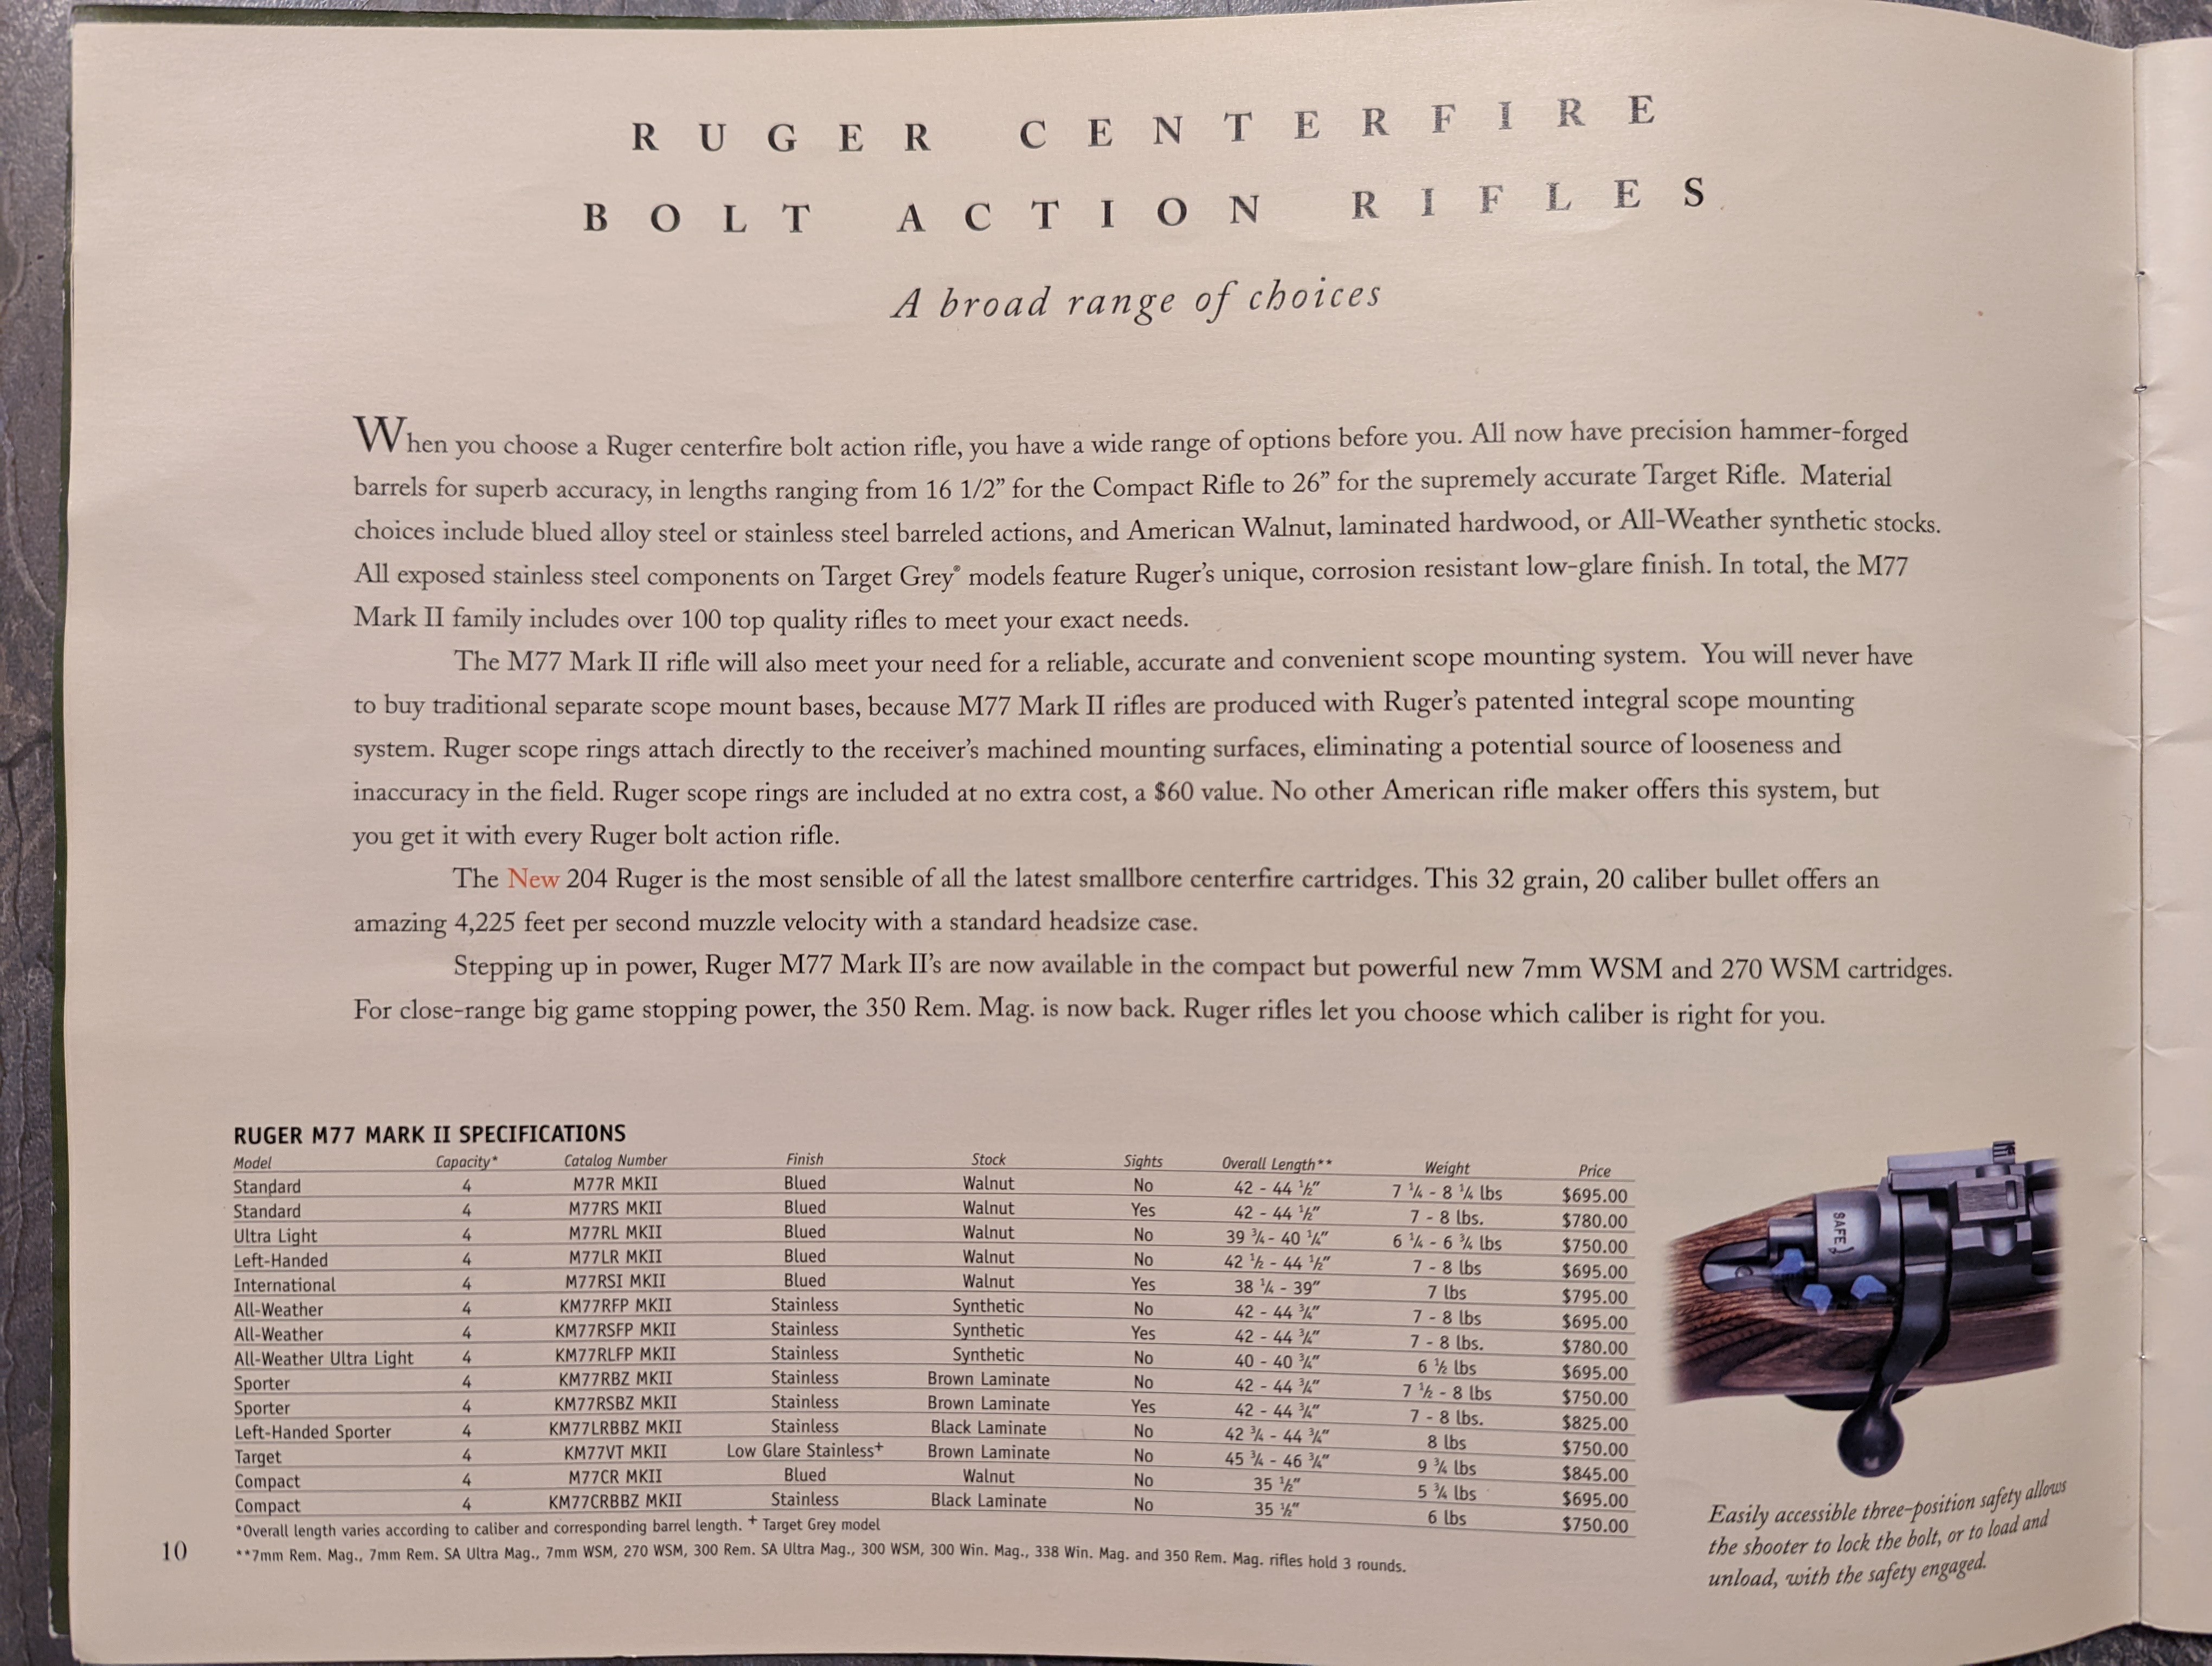 RUGER CENTERFIRE
BOLT ACTION RIFLES
A broad range of choices
When you choose a Ruger centerfire bolt action rifle, you have a wide range of options before you. All now have precision hammer-forged
barrels for superb accuracy, in lengths ranging from 16 1/2” for the Compact Rifle to 26” for the supremely accurate Target Rifle. Material
choices include blued alloy steel or stainless steel barreled actions, and American Walnut, laminated hardwood, or All-Weather synthetic stocks.
All exposed stainless steel components on Target Grey® models feature Ruger’s unique, corrosion resistant low-glare finish. In total, the M77
Mark II family includes over 100 top quality rifles to meet your exact needs.
The M77 Mark II rifle will also meet your need for a reliable, accurate and convenient scope mounting system. You will never have
to buy traditional separate scope mount bases, because M77 Mark II rifles are produced with Ruger’s patented integral scope mounting
system. Ruger scope rings attach directly to the receiver’s machined mounting surfaces, eliminating a potential source of looseness and
inaccuracy in the field. Ruger scope rings are included at no extra cost, a $60 value. No other American rifle maker offers this system, but
you get it with every Ruger bolt action rifle.
The New 204 Ruger is the most sensible of all the latest smallbore centerfire cartridges. This 32 grain, 20 caliber bullet offers an
amazing 4,225 feet per second muzzle velocity with a standard headsize case.
Stepping up in power, Ruger M77 Mark II’s are now available in the compact but powerful new 7mm WSM and 270 WSM cartridges.
For close-range big game stopping power, the 350 Rem. Mag. is now back. Ruger rifles let you choose which caliber is right for you.
RUGER M77 MARK II SPECIFICATIONS
Model Capacity* Catalog Number Finish Stock Sights Overall Length** Weight Price
Standard 4 M77R MKII Blued Walnut No 42 - 44 ½” 7 ¼ - 8 ¼ lbs $695.00
Standard 4 M77RS MKII Blued Walnut Yes 42 - 44 ½” 7 - 8 lbs. $780.00
Ultra Light 4 M77RL MKII Blued Walnut No 39 ¾ - 40 ¼” 6 ¼ - 6 ¾ lbs $750.00
Left-Handed 4 M77LR MKII Blued Walnut No 42 ½ - 44 ½” 7 - 8 lbs $695.00
International 4 M77RSI MKII Blued Walnut Yes 38 ¼ - 39” 7 lbs $795.00
All-Weather 4 KM77RFP MKII Stainless Synthetic No 42 - 44 ¾” 7 - 8 lbs $695.00
All-Weather 4 KM77RSFP MKII Stainless Synthetic Yes 42 - 44 ¾” 7 - 8 lbs. $780.00
All-Weather Ultra Light 4 KM77RLFP MKII Stainless Synthetic No 40 - 40 ¾” 6 ½ lbs $695.00
Sporter 4 KM77RBZ MKII Stainless Brown Laminate No 42 - 44 ¾” 7 ½ - 8 lbs $750.00
Sporter 4 KM77RSBZ MKII Stainless Brown Laminate Yes 42 - 44 ¾” 7 - 8 lbs. $825.00
Left-Handed Sporter 4 KM77LRBBZ MKII Stainless Black Laminate No 42 ¾ - 44 ¾” 8 lbs $750.00
Target 4 KM77VT MKII Low Glare Stainless+ Brown Laminate No 45 ¾ - 46 ¾” 9 ¾ lbs $845.00
Compact 4 M77CR MKII Blued Walnut No 35 ½” 5 ¾ lbs $695.00
Compact 4 KM77CRBBZ MKII Stainless Black Laminate No 35 ½” 6 lbs $750.00
*Overall length varies according to caliber and corresponding barrel length. + Target Grey model
**7mm Rem. Mag., 7mm Rem. SA Ultra Mag., 7mm WSM, 270 WSM, 300 Rem. SA Ultra Mag., 300 WSM, 300 Win. Mag., 338 Win. Mag. and 350 Rem. Mag. rifles hold 3 rounds.
10
SAFE
Easily accessible three-position safety allows
the shooter to lock the bolt, or to load and
unload, with the safety engaged.